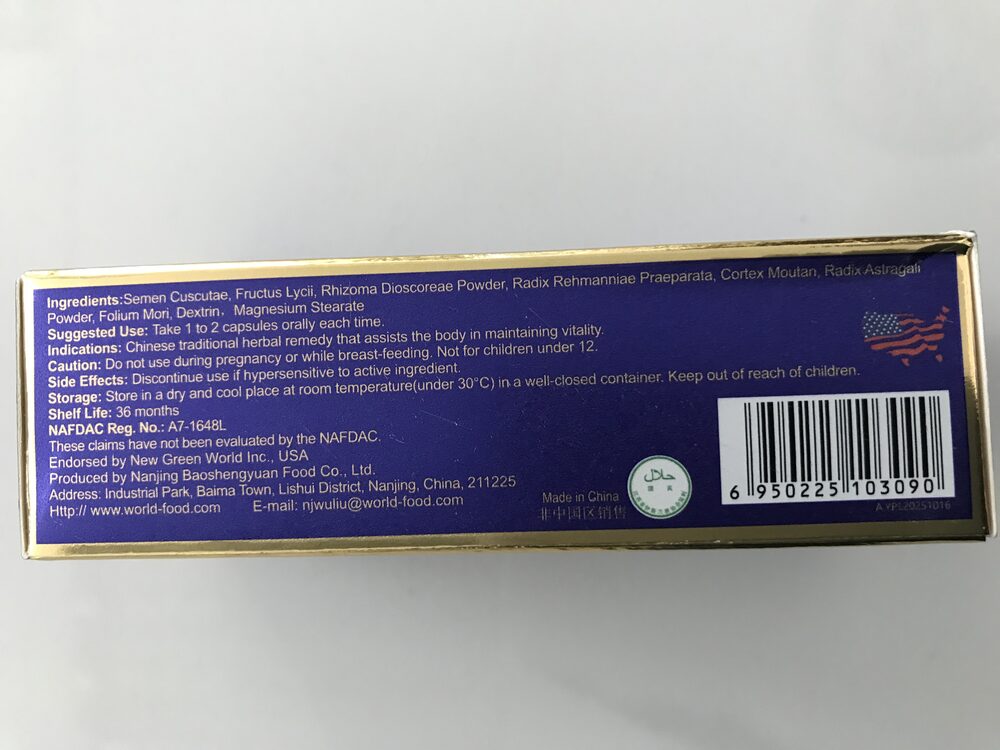 Ingredients:Semen Cuscutae, Fructus Lycii, Rhizoma Dioscoreae Powder, Radix Rehmanniae Praeparata, Cortex Moutan, Radix Astragali
Powder, Folium Mori, Dextrin, Magnesium Stearate
Suggested Use: Take 1 to 2 capsules orally each time.
Indications: Chinese traditional herbal remedy that assists the body in maintaining vitality.
Caution: Do not use during pregnancy or while breast-feeding. Not for children under 12.
Side Effects: Discontinue use if hypersensitive to active ingredient.
Storage: Store in a dry and cool place at room temperature(under 30°C) in a well-closed container. Keep out of reach of children.
Shelf Life: 36 months
NAFDAC Reg. No.: A7-1648L
These claims have not been evaluated by the NAFDAC.
Endorsed by New Green World Inc., USA
Produced by Nanjing Baoshengyuan Food Co., Ltd.
Address: Industrial Park, Baima Town, Lishui District, Nanjing, China, 211225
Http// www.world-food.com E-mail: njwuliu@world-food.com
Made in China
非中国区销售
حلال
清真
6 950225 103090
A YPL20251016